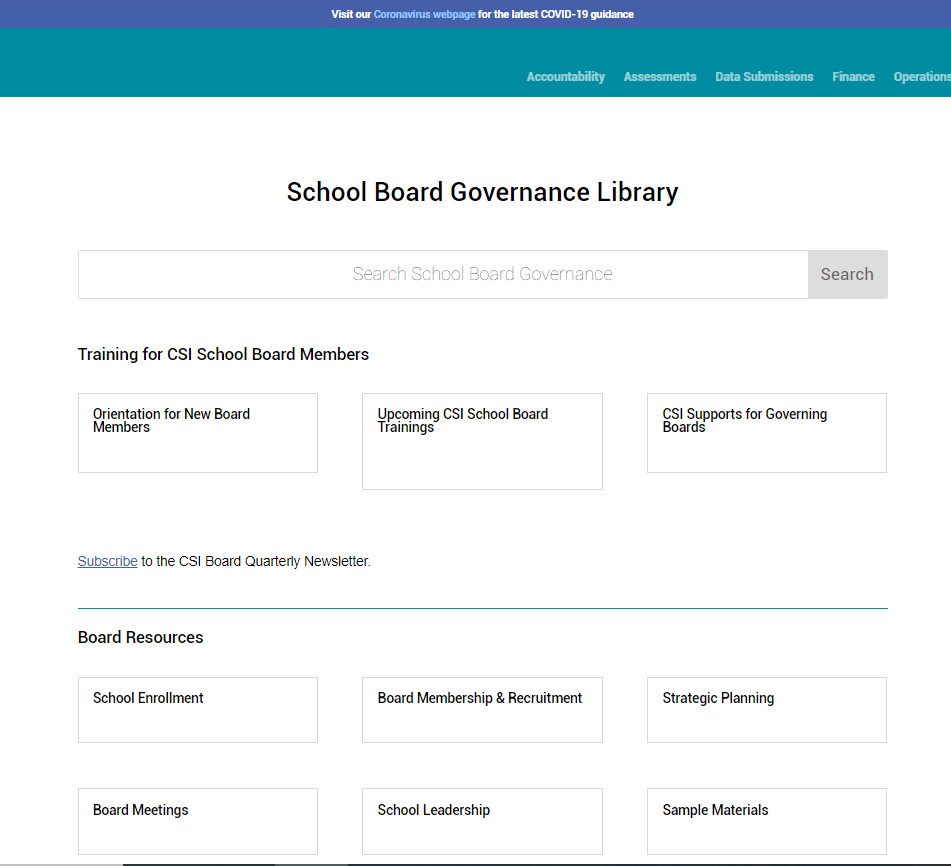 Visit our Coronavirus webpage for the latest COVID-19 guidance
Accountability Assessments Data Submissions Finance Operations
School Board Governance Library
Search School Board Governance Search
Training for CSI School Board Members
Orientation for New Board
Members
Upcoming CSI School Board
Trainings
CSI Supports for Governing
Boards
Subscribe to the CSI Board Quarterly Newsletter.
Board Resources
School Enrollment
Board Membership & Recruitment
Strategic Planning
Board Meetings
School Leadership
Sample Materials